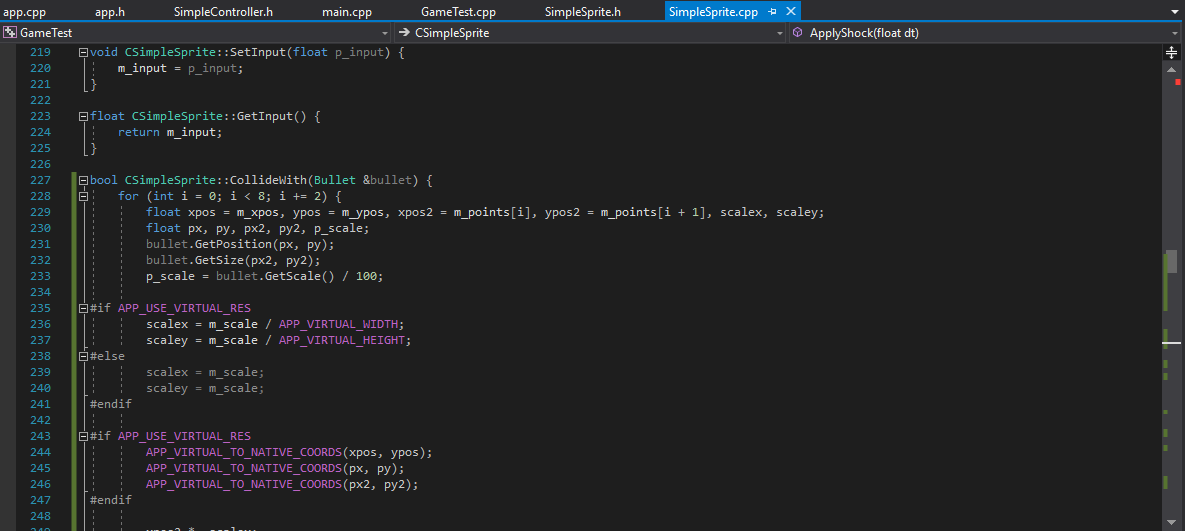 app.cpp app.h SimpleController.h main.cpp GameTest.cpp SimpleSprite.h SimpleSprite.cpp
GameTest CSimpleSprite ApplyShock(float dt)
219 void CSimpleSprite::SetInput(float p_input) {
220 m_input = p_input;
221 }
222
223 float CSimpleSprite::GetInput() {
224 return m_input;
225 }
226
227 bool CSimpleSprite::CollideWith(Bullet &bullet) {
228 for (int i = 0; i < 8; i += 2) {
229 float xpos = m_xpos, ypos = m_ypos, xpos2 = m_points[i], ypos2 = m_points[i + 1], scalex, scaley;
230 float px, py, px2, py2, p_scale;
231 bullet.GetPosition(px, py);
232 bullet.GetSize(px2, py2);
233 p_scale = bullet.GetScale() / 100;
234
235 #if APP_USE_VIRTUAL_RES
236 scalex = m_scale / APP_VIRTUAL_WIDTH;
237 scaley = m_scale / APP_VIRTUAL_HEIGHT;
238 #else
239 scalex = m_scale;
240 scaley = m_scale;
241 #endif
242
243 #if APP_USE_VIRTUAL_RES
244 APP_VIRTUAL_TO_NATIVE_COORDS(xpos, ypos);
245 APP_VIRTUAL_TO_NATIVE_COORDS(px, py);
246 APP_VIRTUAL_TO_NATIVE_COORDS(px2, py2);
247 #endif
248